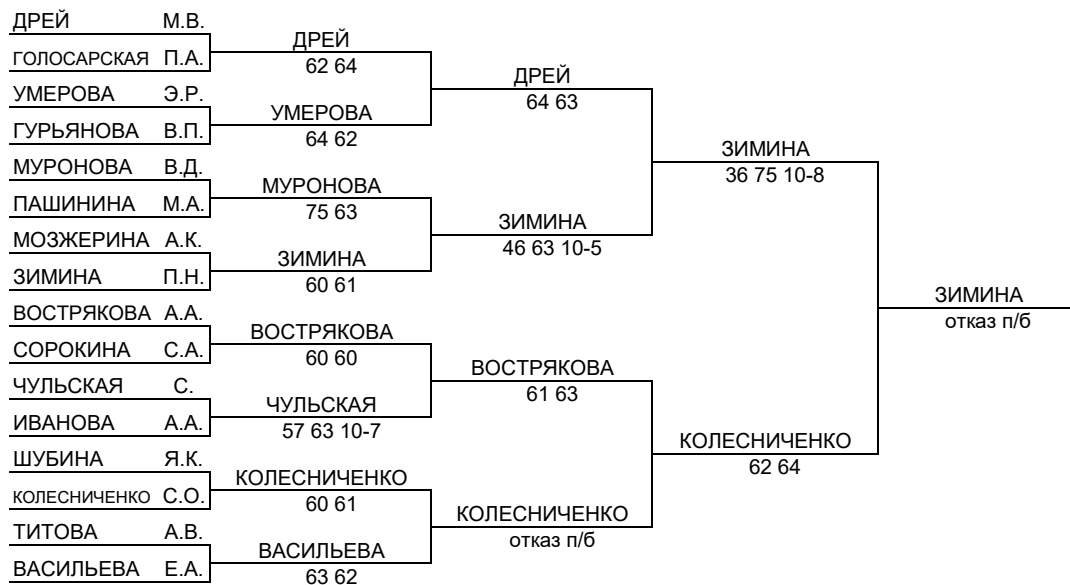 ДРЕЙ М.В.
ГОЛОСАРСКАЯ П.А.
УМЕРОВА Э.Р.
ГУРЬЯНОВА В.П.
МУРОНОВА В.Д.
ПАШИНИНА М.А.
МОЗЖЕРИНА А.К.
ЗИМИНА П.Н.
ВОСТРЯКОВА А.А.
СОРОКИНА С.А.
ЧУЛЬСКАЯ С.
ИВАНОВА А.А.
ШУБИНА Я.К.
КОЛЕСНИЧЕНКО С.О.
ТИТОВА А.В.
ВАСИЛЬЕВА Е.А.
ДРЕЙ
62 64
УМЕРОВА
64 62
МУРОНОВА
75 63
ЗИМИНА
60 61
ВОСТРЯКОВА
60 60
ЧУЛЬСКАЯ
57 63 10-7
КОЛЕСНИЧЕНКО
60 61
ВАСИЛЬЕВА
63 62
ДРЕЙ
64 63
ЗИМИНА
46 63 10-5
ВОСТРЯКОВА
61 63
КОЛЕСНИЧЕНКО
отказ п/б
ЗИМИНА
36 75 10-8
КОЛЕСНИЧЕНКО
62 64
ЗИМИНА
отказ п/б